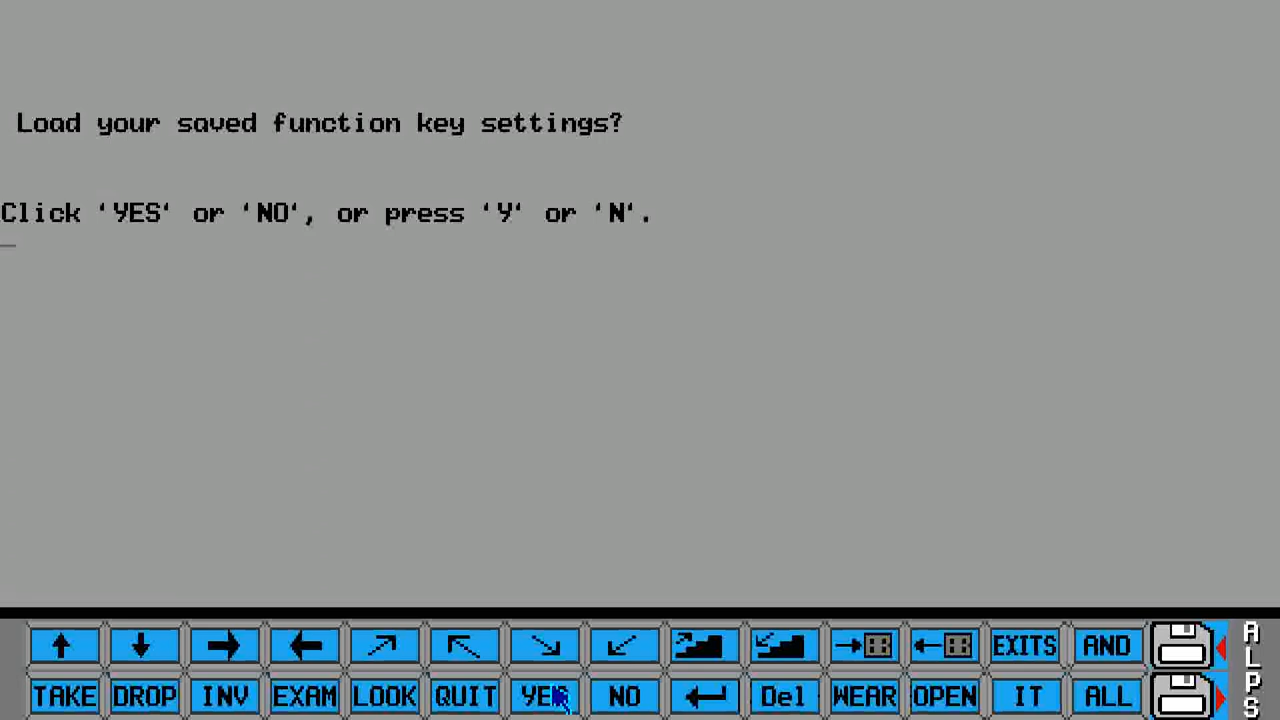 Load your saved function key settings?
Click 'YES' or 'NO', or press 'Y' or 'N'.
EXITS AND
TAKE DROP INV EXAM LOOK QUIT YES NO Del WEAR OPEN IT ALL
ALPS